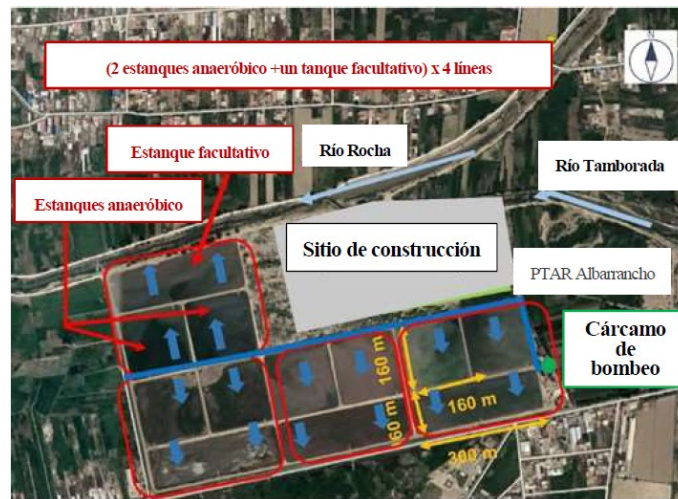 (2 estanques anaeróbico +un tanque facultativo) x 4 líneas
N
Estanque facultativo
Río Rocha
Río Tamborada
Estanques anaeróbico
Sitio de construcción
PTAR Albarrancho
Cárcamo
de
bombeo
160 m
160 m
60 m
300 m